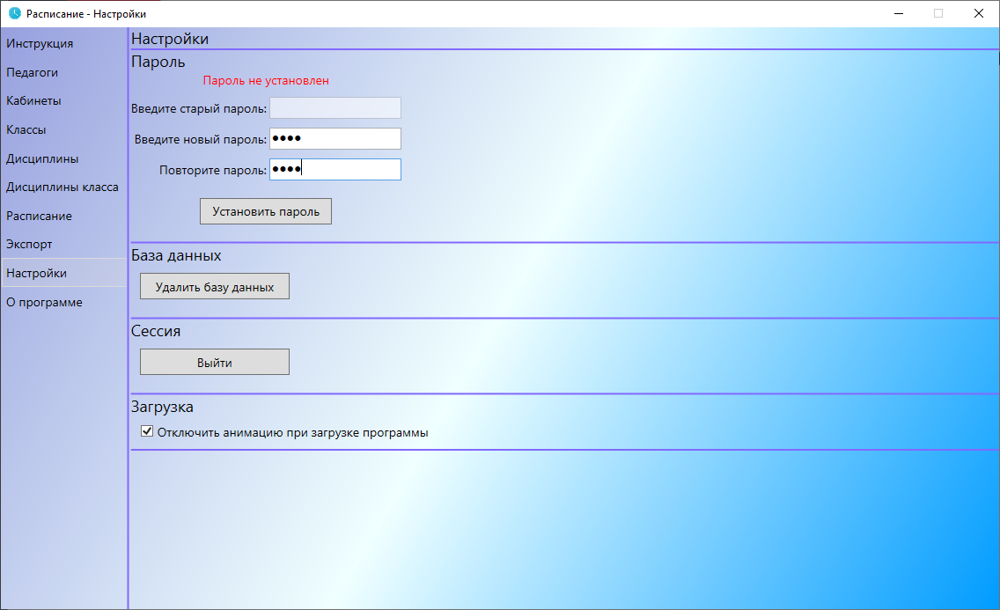 Расписание - Настройки
Инструкция
Педагоги
Кабинеты
Классы
Дисциплины
Дисциплины класса
Расписание
Экспорт
Настройки
О программе
Настройки
Пароль
Пароль не установлен
Введите старый пароль:
Введите новый пароль: ●●●●
Повторите пароль: ●●●●
Установить пароль
База данных
Удалить базу данных
Сессия
Выйти
Загрузка
Отключить анимацию при загрузке программы